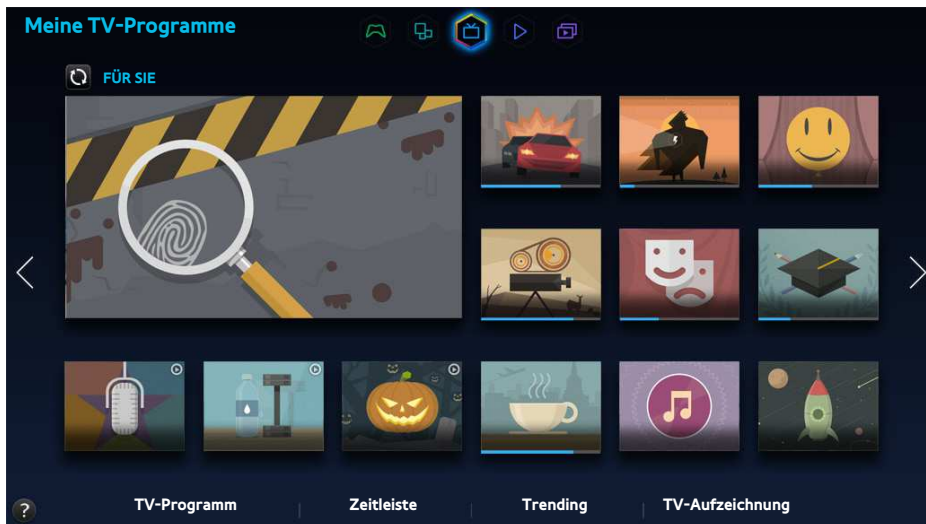 Meine TV-Programme
FÜR SIE
?
TV-Programm
Zeitleiste
Trending
TV-Aufzeichnung